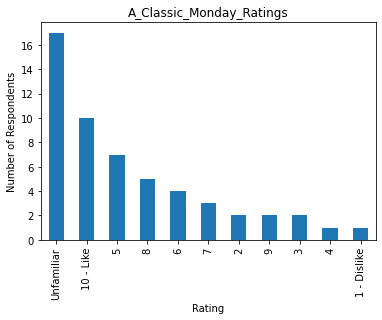 A_Classic_Monday_Ratings
Number of Respondents
16
14
12
10
8
6
4
2
0
Unfamiliar
10 - Like
5
8
6
7
2
9
3
4
1 - Dislike
Rating